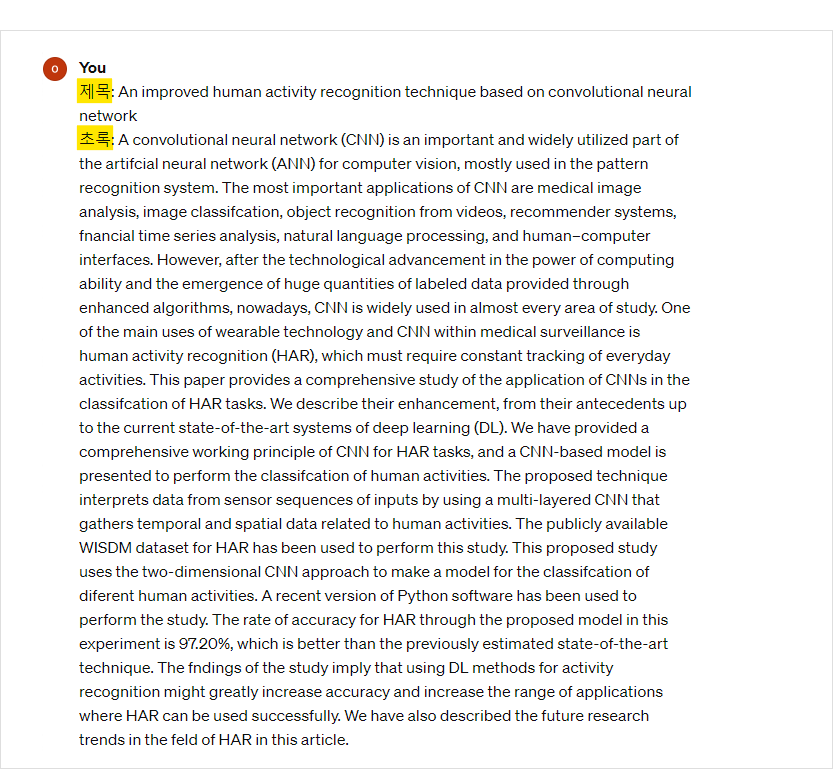 O
You
제목: An improved human activity recognition technique based on convolutional neural
network
초록: A convolutional neural network (CNN) is an important and widely utilized part of
the artifcial neural network (ANN) for computer vision, mostly used in the pattern
recognition system. The most important applications of CNN are medical image
analysis, image classifcation, object recognition from videos, recommender systems,
fnancial time series analysis, natural language processing, and human–computer
interfaces. However, after the technological advancement in the power of computing
ability and the emergence of huge quantities of labeled data provided through
enhanced algorithms, nowadays, CNN is widely used in almost every area of study. One
of the main uses of wearable technology and CNN within medical surveillance is
human activity recognition (HAR), which must require constant tracking of everyday
activities. This paper provides a comprehensive study of the application of CNNs in the
classifcation of HAR tasks. We describe their enhancement, from their antecedents up
to the current state-of-the-art systems of deep learning (DL). We have provided a
comprehensive working principle of CNN for HAR tasks, and a CNN-based model is
presented to perform the classifcation of human activities. The proposed technique
interprets data from sensor sequences of inputs by using a multi-layered CNN that
gathers temporal and spatial data related to human activities. The publicly available
WISDM dataset for HAR has been used to perform this study. This proposed study
uses the two-dimensional CNN approach to make a model for the classifcation of
diferent human activities. A recent version of Python software has been used to
perform the study. The rate of accuracy for HAR through the proposed model in this
experiment is 97.20%, which is better than the previously estimated state-of-the-art
technique. The fndings of the study imply that using DL methods for activity
recognition might greatly increase accuracy and increase the range of applications
where HAR can be used successfully. We have also described the future research
trends in the feld of HAR in this article.